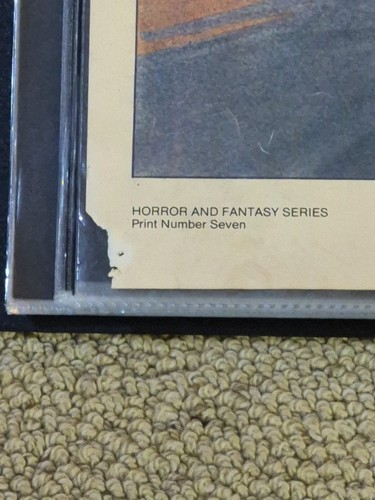 HORROR AND FANTASY SERIES
Print Number Seven